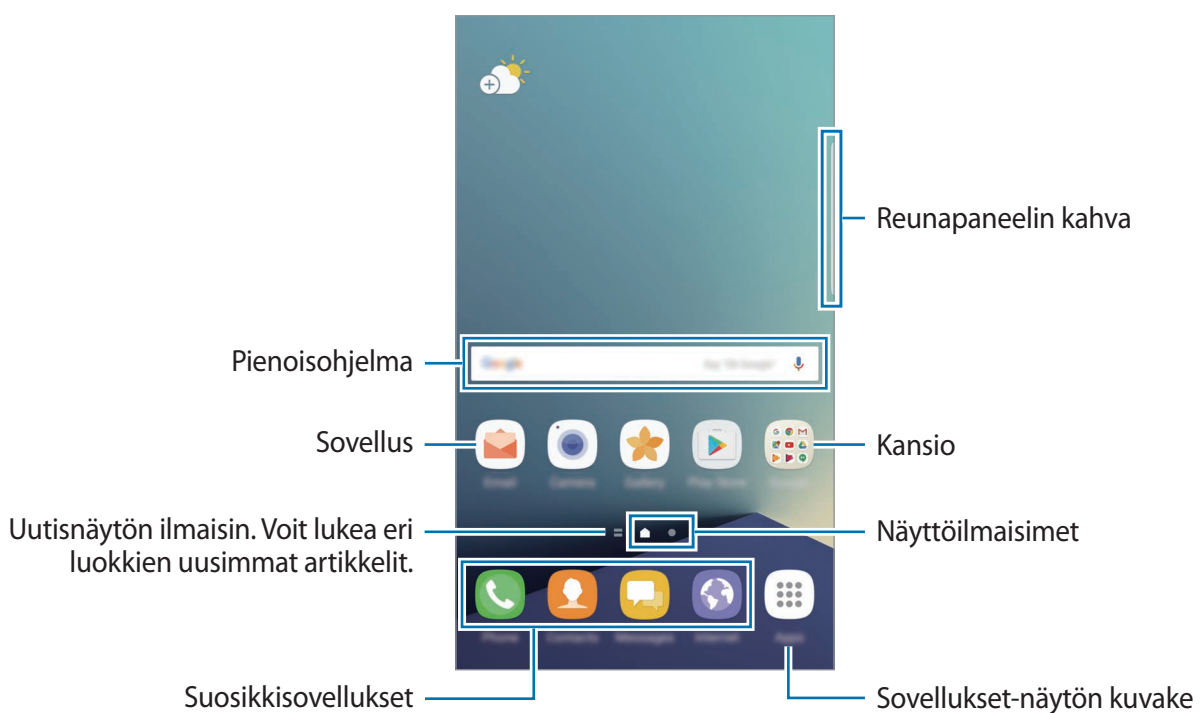 Reunapaneelin kahva
Pienoisohjelma
Google
Sovellus
Kansio
Email
Camera
Gallery
Play Store
Uutisnäytön ilmaisin. Voit lukea eri
luokkien uusimmat artikkelit.
Näyttöilmaisimet
Phone
Contacts
Messages
Internet
Apps
Suosikkisovellukset
Sovellukset-näytön kuvake